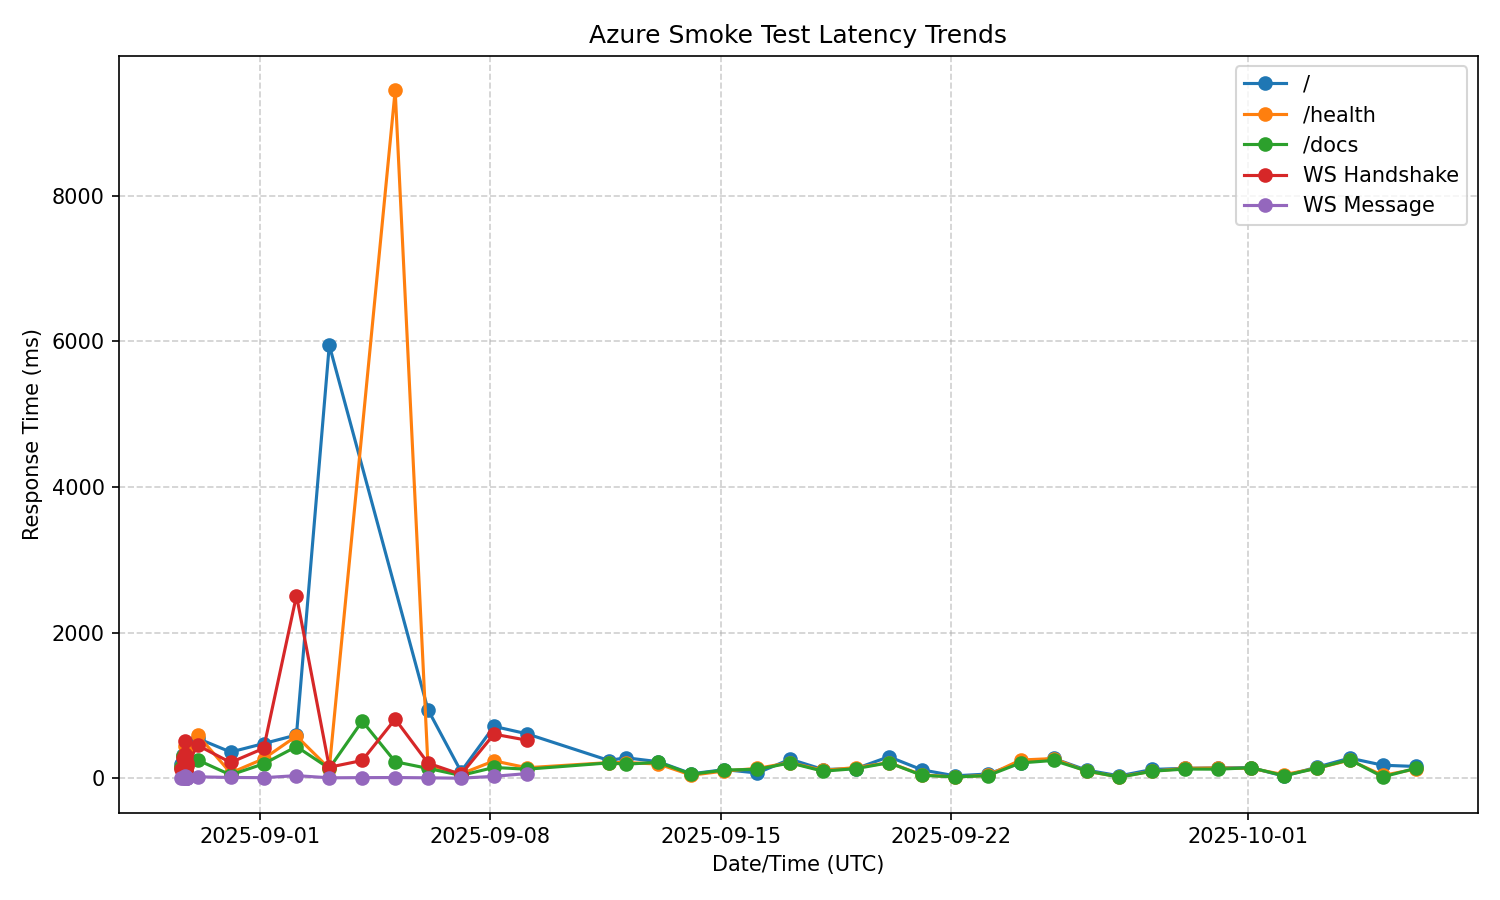 Azure Smoke Test Latency Trends
/
/health
/docs
WS Handshake
WS Message
8000
6000
4000
2000
0
Response Time (ms)
2025-09-01 2025-09-08 2025-09-15 2025-09-22 2025-10-01
Date/Time (UTC)